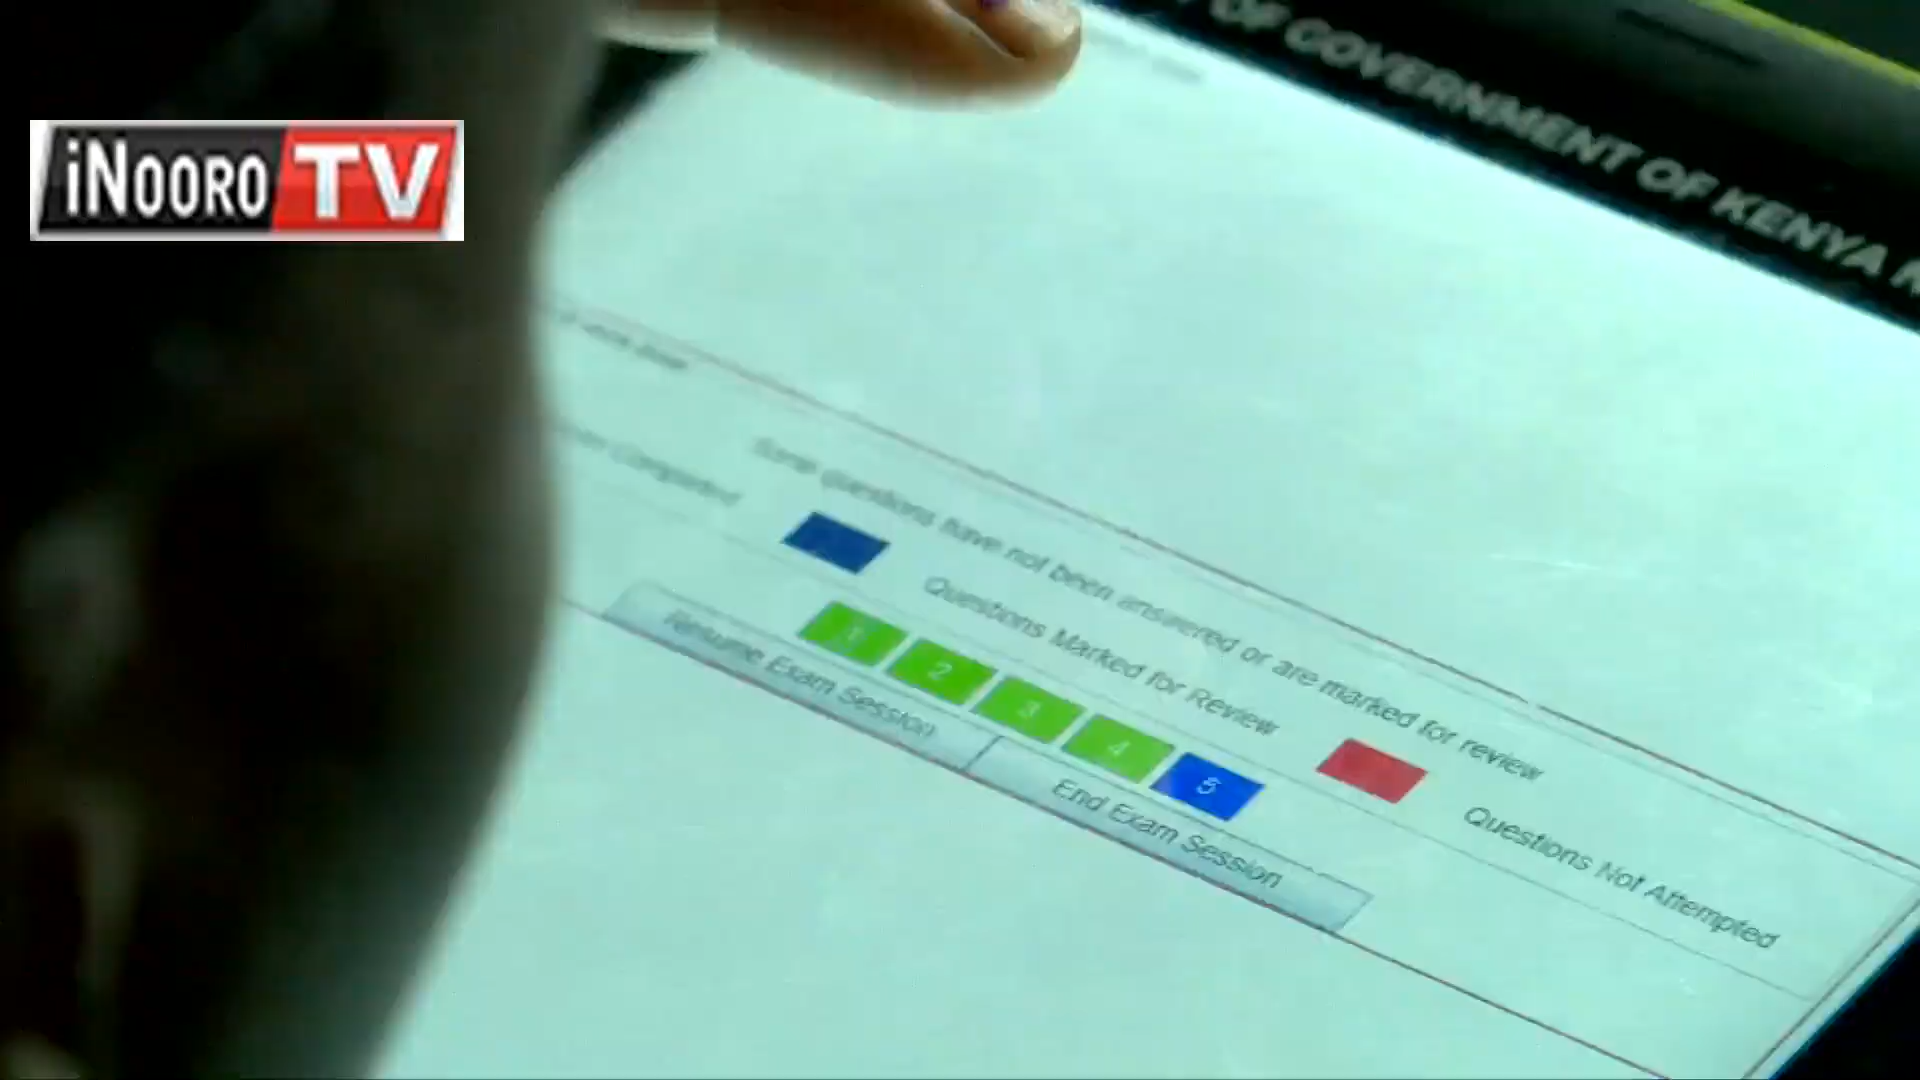 iNOORO TV
OF GOVERNMENT OF KENYA
Some questions have not been answered or are marked for review
Completed
Questions Marked for Review
Questions Not Attempted
1 2 3 4 5
Resume Exam Session
End Exam Session